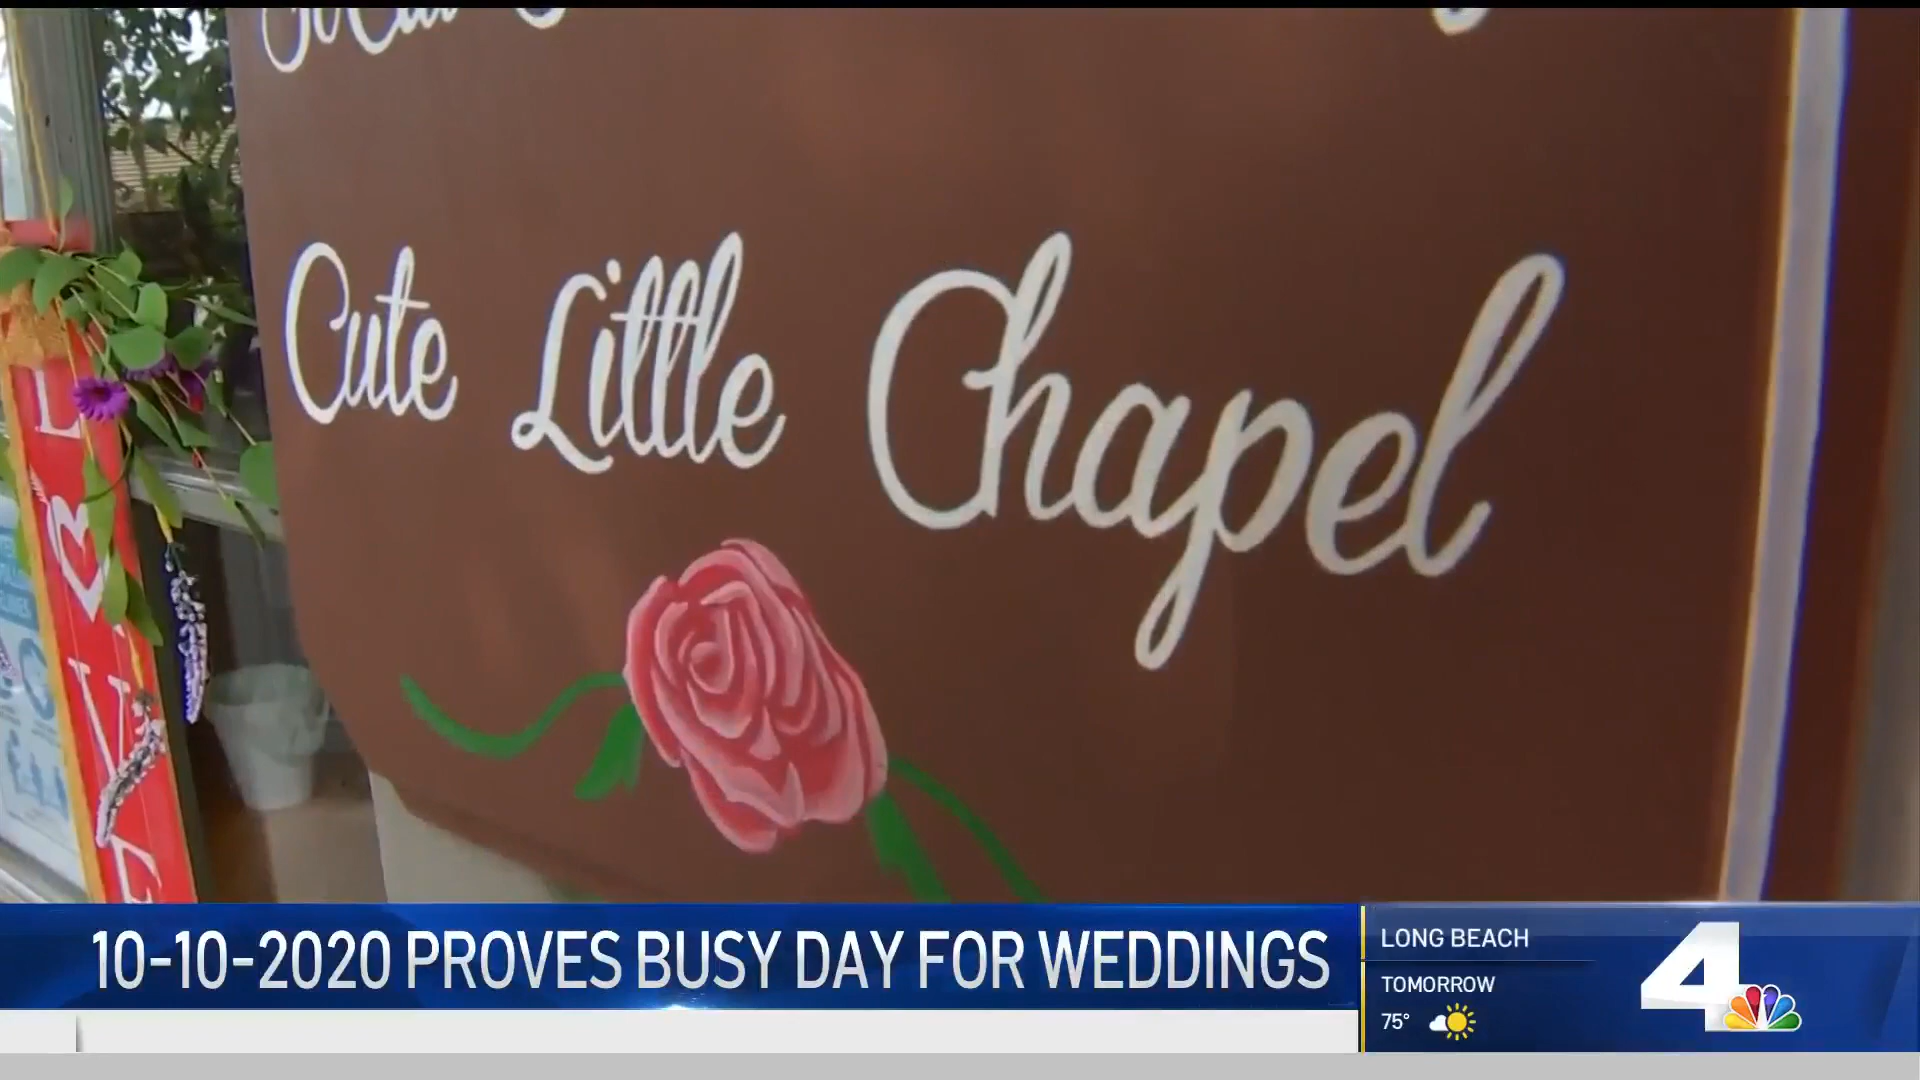 Cute Little Chapel
L
V
E
10-10-2020 PROVES BUSY DAY FOR WEDDINGS
LONG BEACH
TOMORROW
75°
4